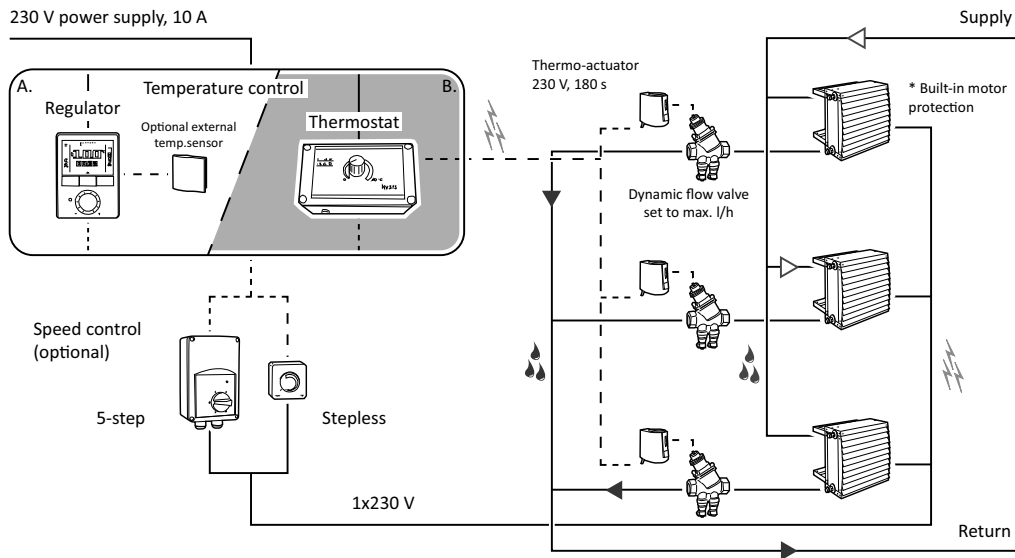 230 V power supply, 10 A
Supply
A.
Temperature control
B.
Regulator
Optional external
temp.sensor
Thermostat
Thermo-actuator
230 V, 180 s
* Built-in motor
protection
Dynamic flow valve
set to max. l/h
Speed control
(optional)
5-step
Stepless
1x230 V
Return